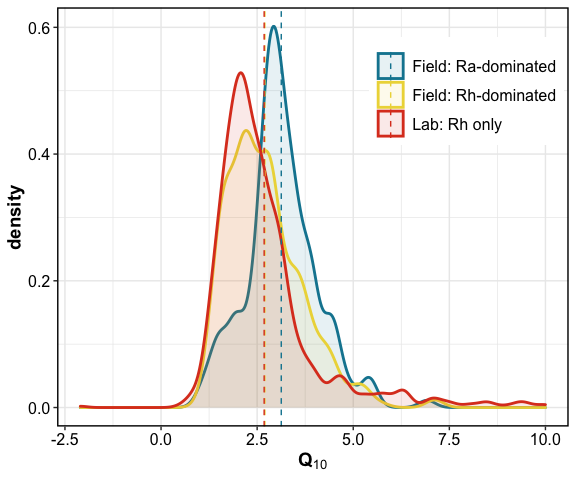 0.6
0.4
0.2
0.0
density
-2.5 0.0 2.5 5.0 7.5 10.0
Q10
Field: Ra-dominated
Field: Rh-dominated
Lab: Rh only